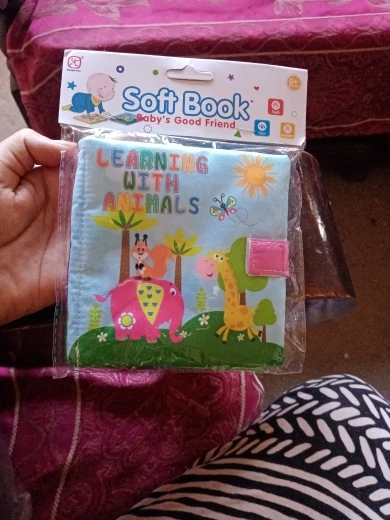 Soft Book
Baby's Good Friend
LEARNING
WITH
ANIMALS